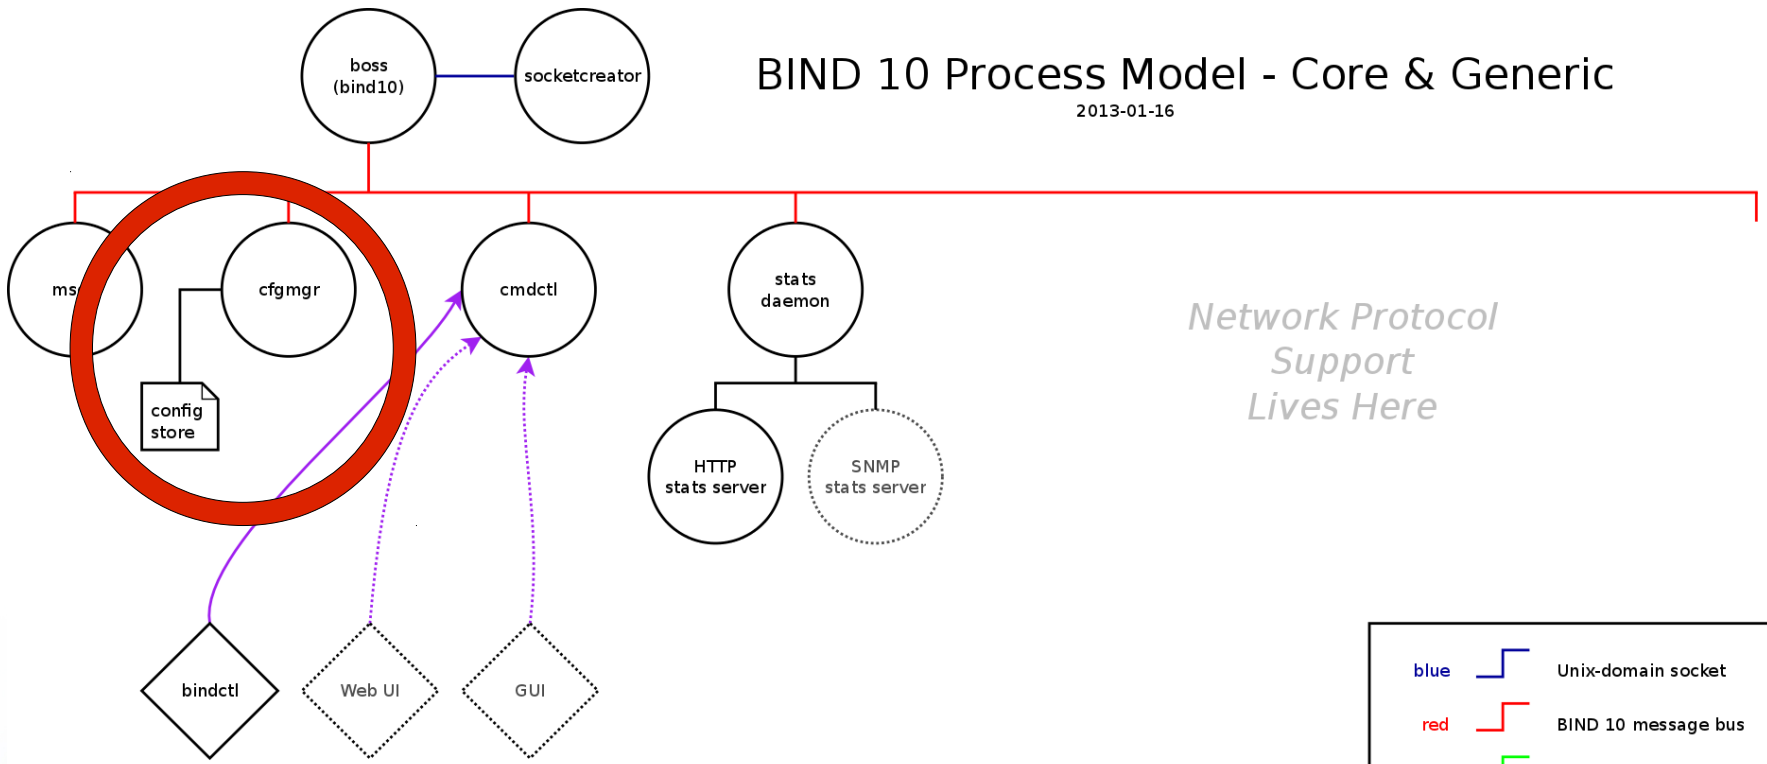 boss
(bind10)
socketcreator
BIND 10 Process Model - Core & Generic
2013-01-16
cfgmgr
cmdctl
stats
daemon
config
store
HTTP
stats server
SNMP
stats server
Network Protocol
Support
Lives Here
bindctl
Web UI
GUI
blue
Unix-domain socket
red
BIND 10 message bus